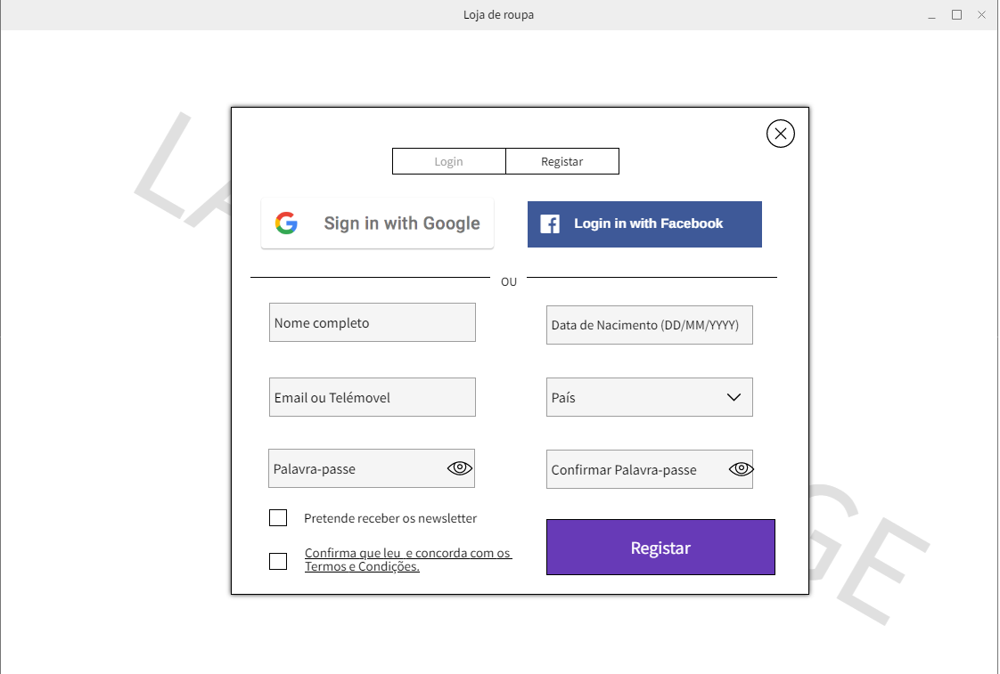 Loja de roupa
Login
Registar
Sign in with Google
Login in with Facebook
OU
Nome completo
Data de Nacimento (DD/MM/YYYY)
Email ou Telémovel
País
Palavra-passe
Confirmar Palavra-passe
Pretende receber os newsletter
Confirma que leu e concorda com os
Termos e Condições.
Registar